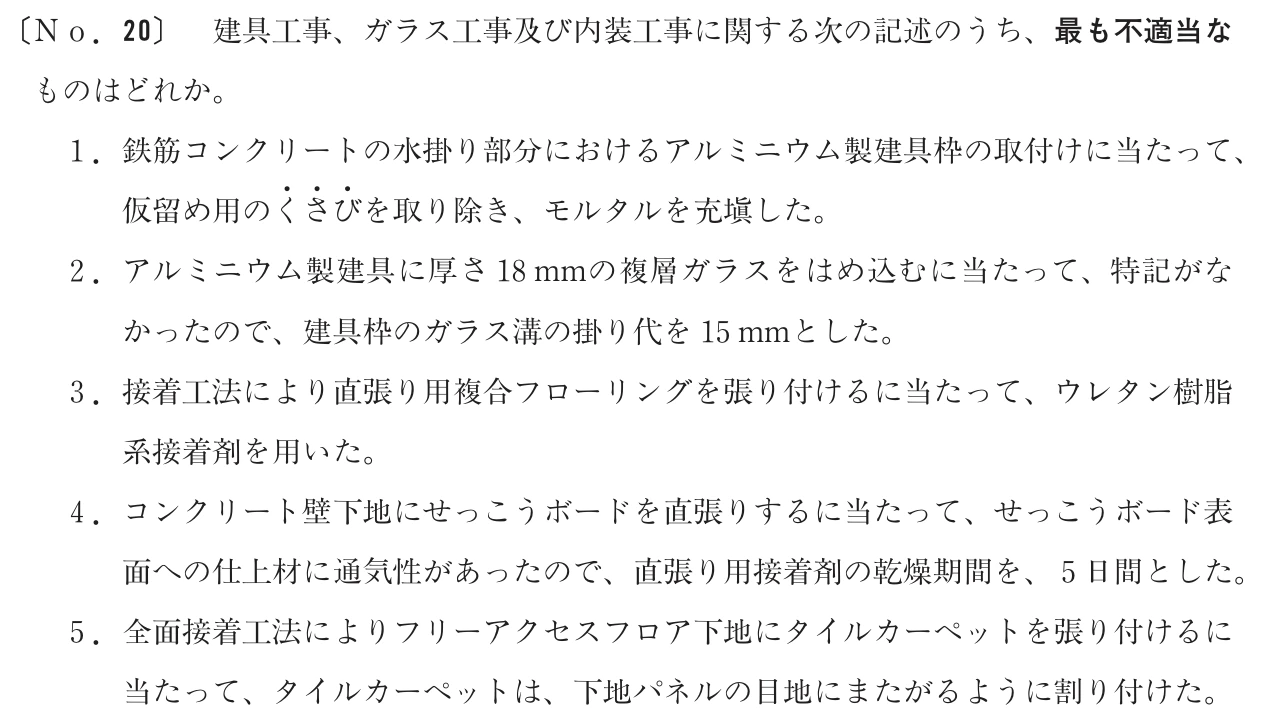 〔Ｎｏ．20〕　建具工事、ガラス工事及び内装工事に関する次の記述のうち、最も不適当な
ものはどれか。
１．鉄筋コンクリートの水掛り部分におけるアルミニウム製建具枠の取付けに当たって、
仮留め用のくさびを取り除き、モルタルを充塡した。
２．アルミニウム製建具に厚さ 18 mmの複層ガラスをはめ込むに当たって、特記がな
かったので、建具枠のガラス溝の掛り代を 15 mmとした。
３．接着工法により直張り用複合フローリングを張り付けるに当たって、ウレタン樹脂
系接着剤を用いた。
４．コンクリート壁下地にせっこうボードを直張りするに当たって、せっこうボード表
面への仕上材に通気性があったので、直張り用接着剤の乾燥期間を、５日間とした。
５．全面接着工法によりフリーアクセスフロア下地にタイルカーペットを張り付けるに
当たって、タイルカーペットは、下地パネルの目地にまたがるように割り付けた。